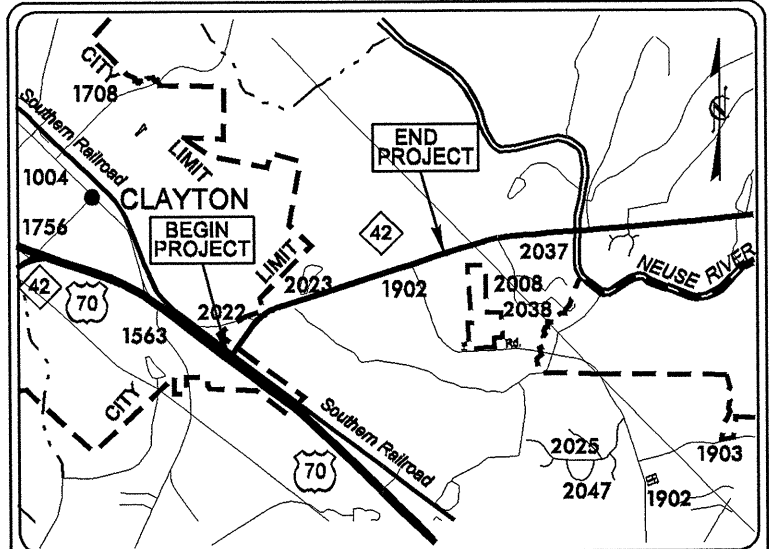 CITY
1708
Southern Railroad
LIMIT
END
PROJECT
1004
CLAYTON
1756
BEGIN
PROJECT
42
LIMIT
2037
NEUSE RIVER
42
70
2022
2023
1902
2008
2038
1563
Rd.
CITY
Southern Railroad
70
2025
1903
2047
1902